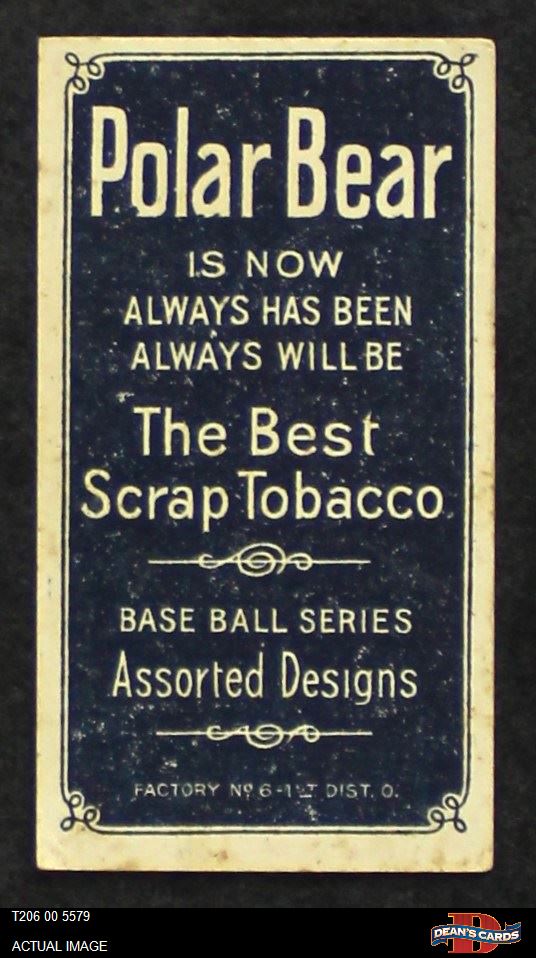 Polar Bear
IS NOW
ALWAYS HAS BEEN
ALWAYS WILL BE
The Best
Scrap Tobacco
BASE BALL SERIES
Assorted Designs
FACTORY Nº 6-1ST DIST. O.
T206 00 5579
ACTUAL IMAGE
D
DEAN'S CARDS